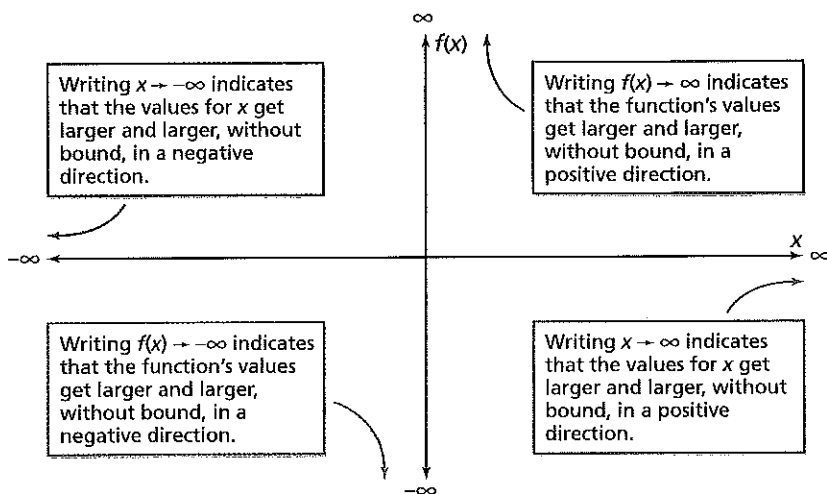 ∞
f(x)
Writing x → −∞ indicates
that the values for x get
larger and larger, without
bound, in a negative
direction.
Writing f(x) → ∞ indicates
that the function's values
get larger and larger,
without bound, in a
positive direction.
−∞
x
∞
Writing f(x) → −∞ indicates
that the function's values
get larger and larger,
without bound, in a
negative direction.
Writing x → ∞ indicates
that the values for x get
larger and larger, without
bound, in a positive
direction.
−∞